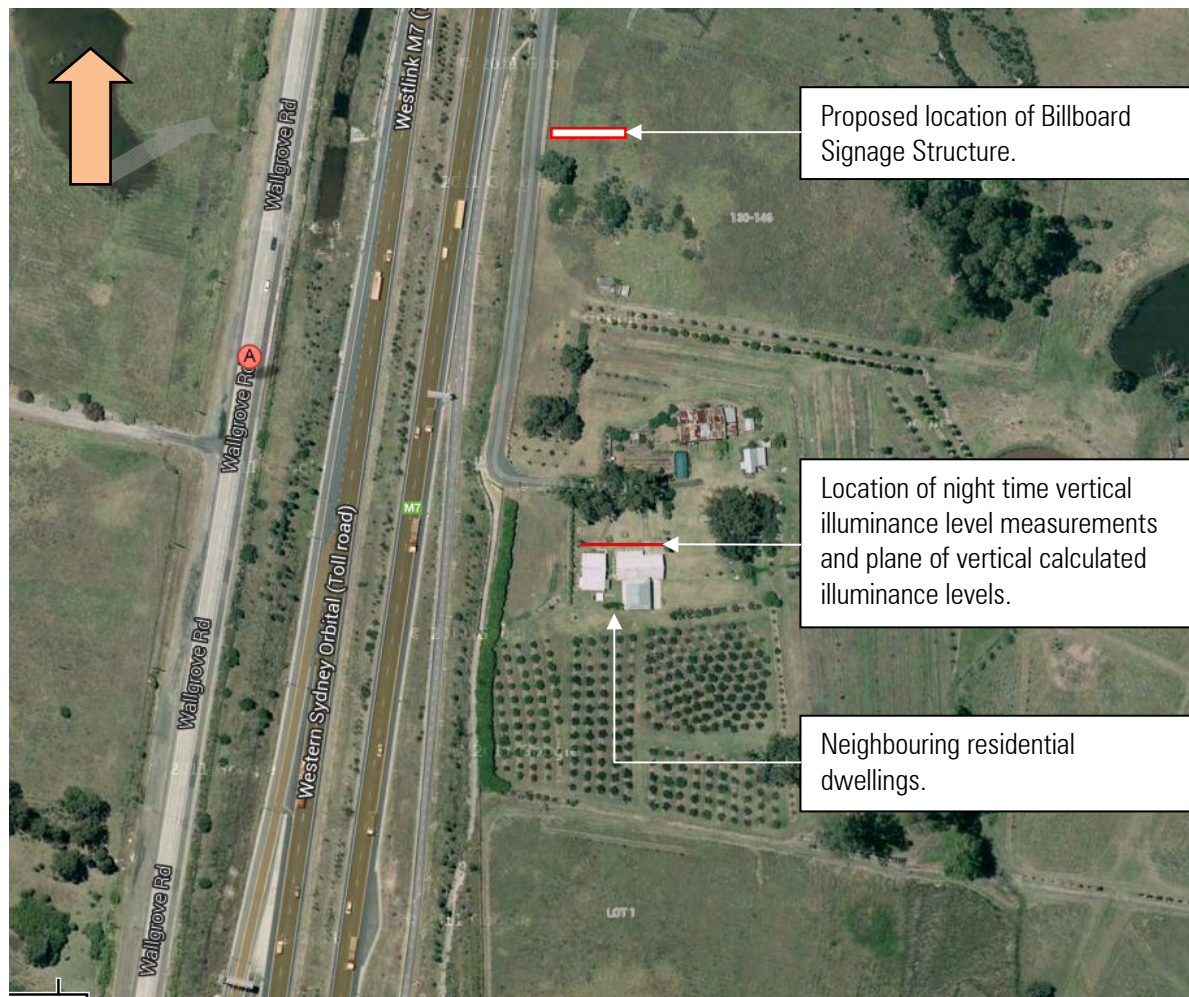 Westlink M7 (T
Wallgrove Rd
Proposed location of Billboard
Signage Structure.
130-146
A
Wallgrove Rd
M7
Location of night time vertical
illuminance level measurements
and plane of vertical calculated
illuminance levels.
Western Sydney Orbital (Toll road)
Wallgrove Rd
Neighbouring residential
dwellings.
Wallgrove Rd
LOT 1